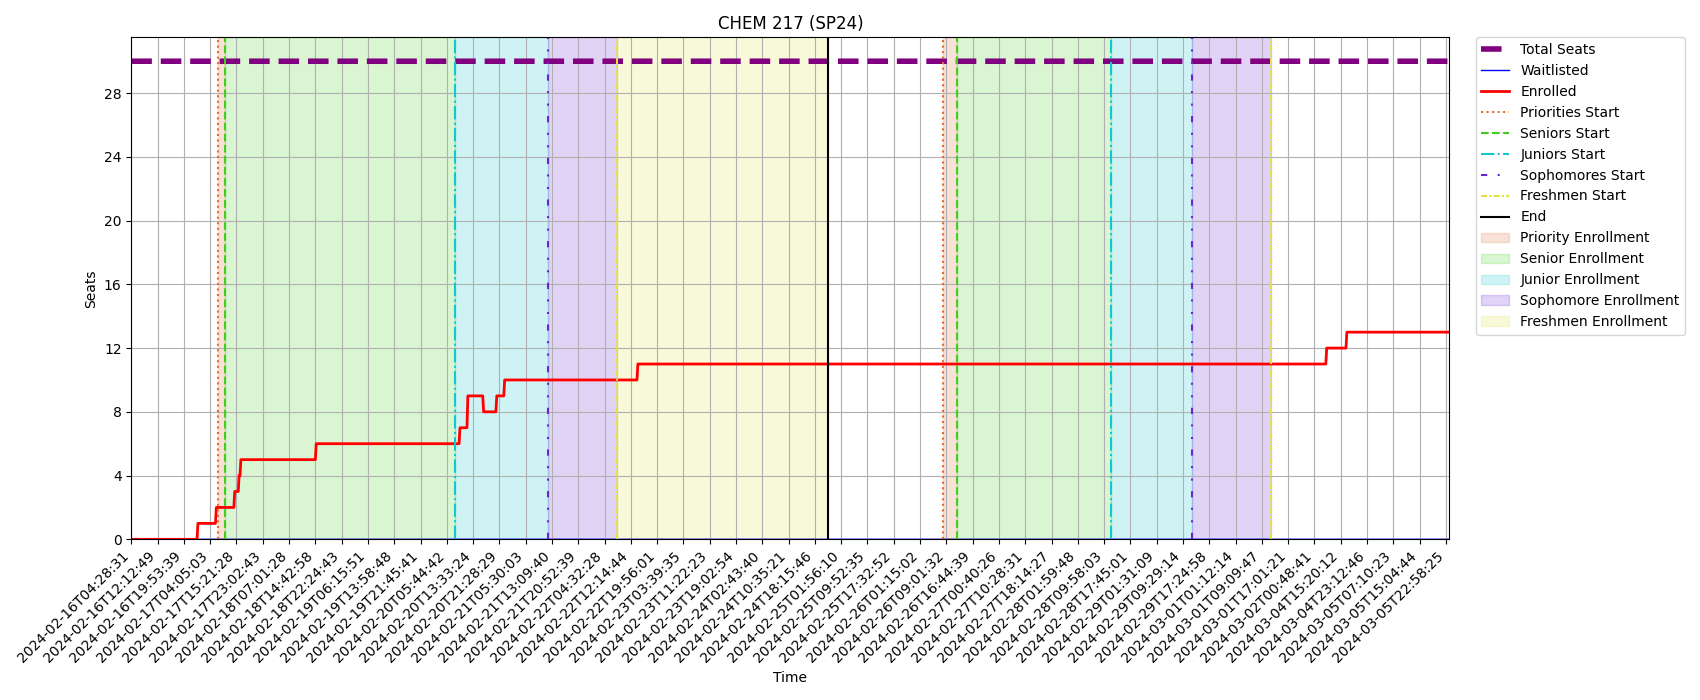 CHEM 217 (SP24)
Total Seats
Waitlisted
Enrolled
Priorities Start
Seniors Start
Juniors Start
Sophomores Start
Freshmen Start
End
Priority Enrollment
Senior Enrollment
Junior Enrollment
Sophomore Enrollment
Freshmen Enrollment
Seats
28
24
20
16
12
8
4
0
2024-02-16T04:28:31
2024-02-16T12:12:49
2024-02-16T19:53:39
2024-02-17T04:05:03
2024-02-17T15:21:28
2024-02-17T23:02:43
2024-02-18T07:01:28
2024-02-18T14:42:58
2024-02-18T22:24:43
2024-02-19T06:15:51
2024-02-19T13:58:48
2024-02-19T21:45:41
2024-02-20T05:44:42
2024-02-20T13:33:24
2024-02-20T21:28:29
2024-02-21T05:30:03
2024-02-21T13:09:40
2024-02-21T20:52:39
2024-02-22T04:32:28
2024-02-22T12:14:44
2024-02-22T19:56:01
2024-02-23T03:39:35
2024-02-23T11:22:23
2024-02-23T19:02:54
2024-02-24T02:43:40
2024-02-24T10:35:21
2024-02-24T18:15:46
2024-02-25T01:56:10
2024-02-25T09:52:35
2024-02-25T17:32:52
2024-02-26T01:15:02
2024-02-26T09:01:32
2024-02-26T16:44:39
2024-02-27T00:40:26
2024-02-27T10:28:31
2024-02-27T18:14:27
2024-02-28T01:59:48
2024-02-28T09:58:03
2024-02-28T17:45:01
2024-02-29T01:31:09
2024-02-29T09:29:14
2024-02-29T17:24:58
2024-03-01T01:12:14
2024-03-01T09:09:47
2024-03-01T17:01:21
2024-03-02T00:48:41
2024-03-04T15:20:12
2024-03-04T23:12:46
2024-03-05T07:10:23
2024-03-05T15:04:44
2024-03-05T22:58:25
Time